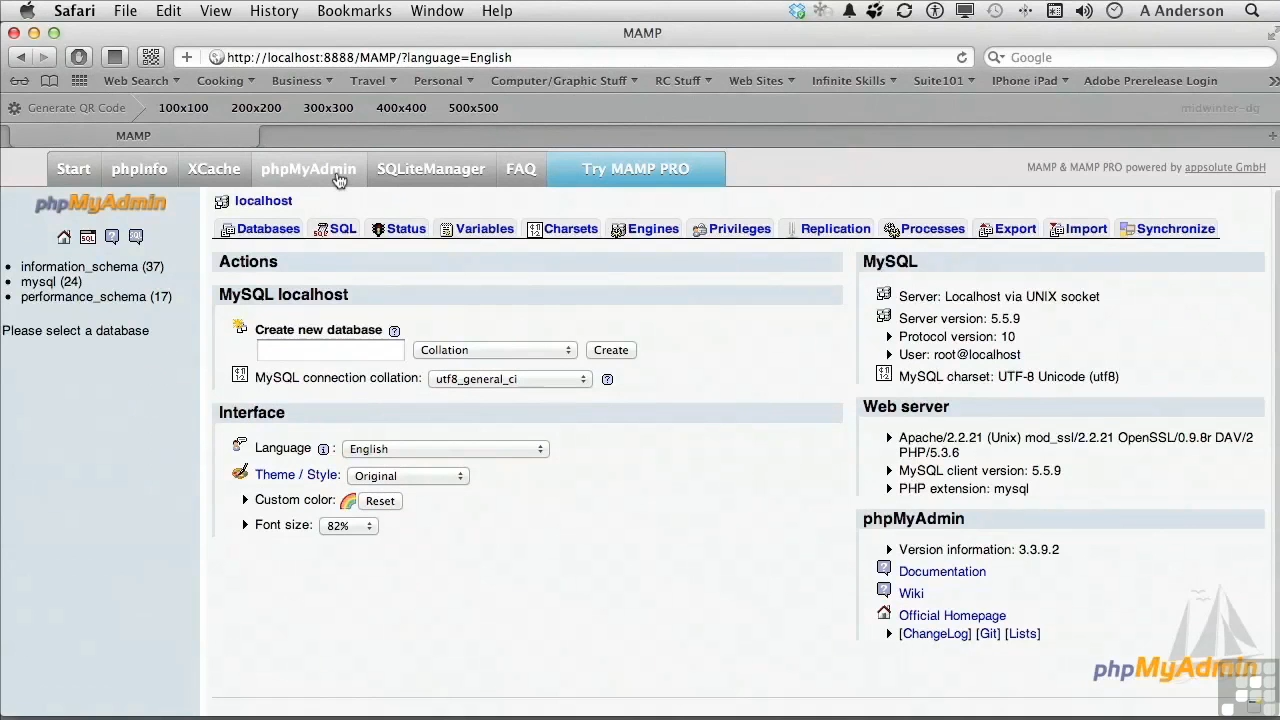 Safari File Edit View History Bookmarks Window Help A Anderson
MAMP
http://localhost:8888/MAMP/?language=English Google
Web Search Cooking Business Travel Personal Computer/Graphic Stuff RC Stuff Web Sites Infinite Skills Suite101 IPhone iPad Adobe Prerelease Login
Generate QR Code 100x100 200x200 300x300 400x400 500x500 midwinter-dg
MAMP
Start phpInfo XCache phpMyAdmin SQLiteManager FAQ Try MAMP PRO MAMP & MAMP PRO powered by appsolute GmbH
phpMyAdmin
localhost
Databases SQL Status Variables Charsets Engines Privileges Replication Processes Export Import Synchronize
information_schema (37)
mysql (24)
performance_schema (17)
Please select a database
Actions
MySQL localhost
Create new database
Collation Create
MySQL connection collation: utf8_general_ci
Interface
Language : English
Theme / Style: Original
Custom color: Reset
Font size: 82%
MySQL
Server: Localhost via UNIX socket
Server version: 5.5.9
Protocol version: 10
User: root@localhost
MySQL charset: UTF-8 Unicode (utf8)
Web server
Apache/2.2.21 (Unix) mod_ssl/2.2.21 OpenSSL/0.9.8r DAV/2
PHP/5.3.6
MySQL client version: 5.5.9
PHP extension: mysql
phpMyAdmin
Version information: 3.3.9.2
Documentation
Wiki
Official Homepage
[ChangeLog] [Git] [Lists]
phpMyAdmin